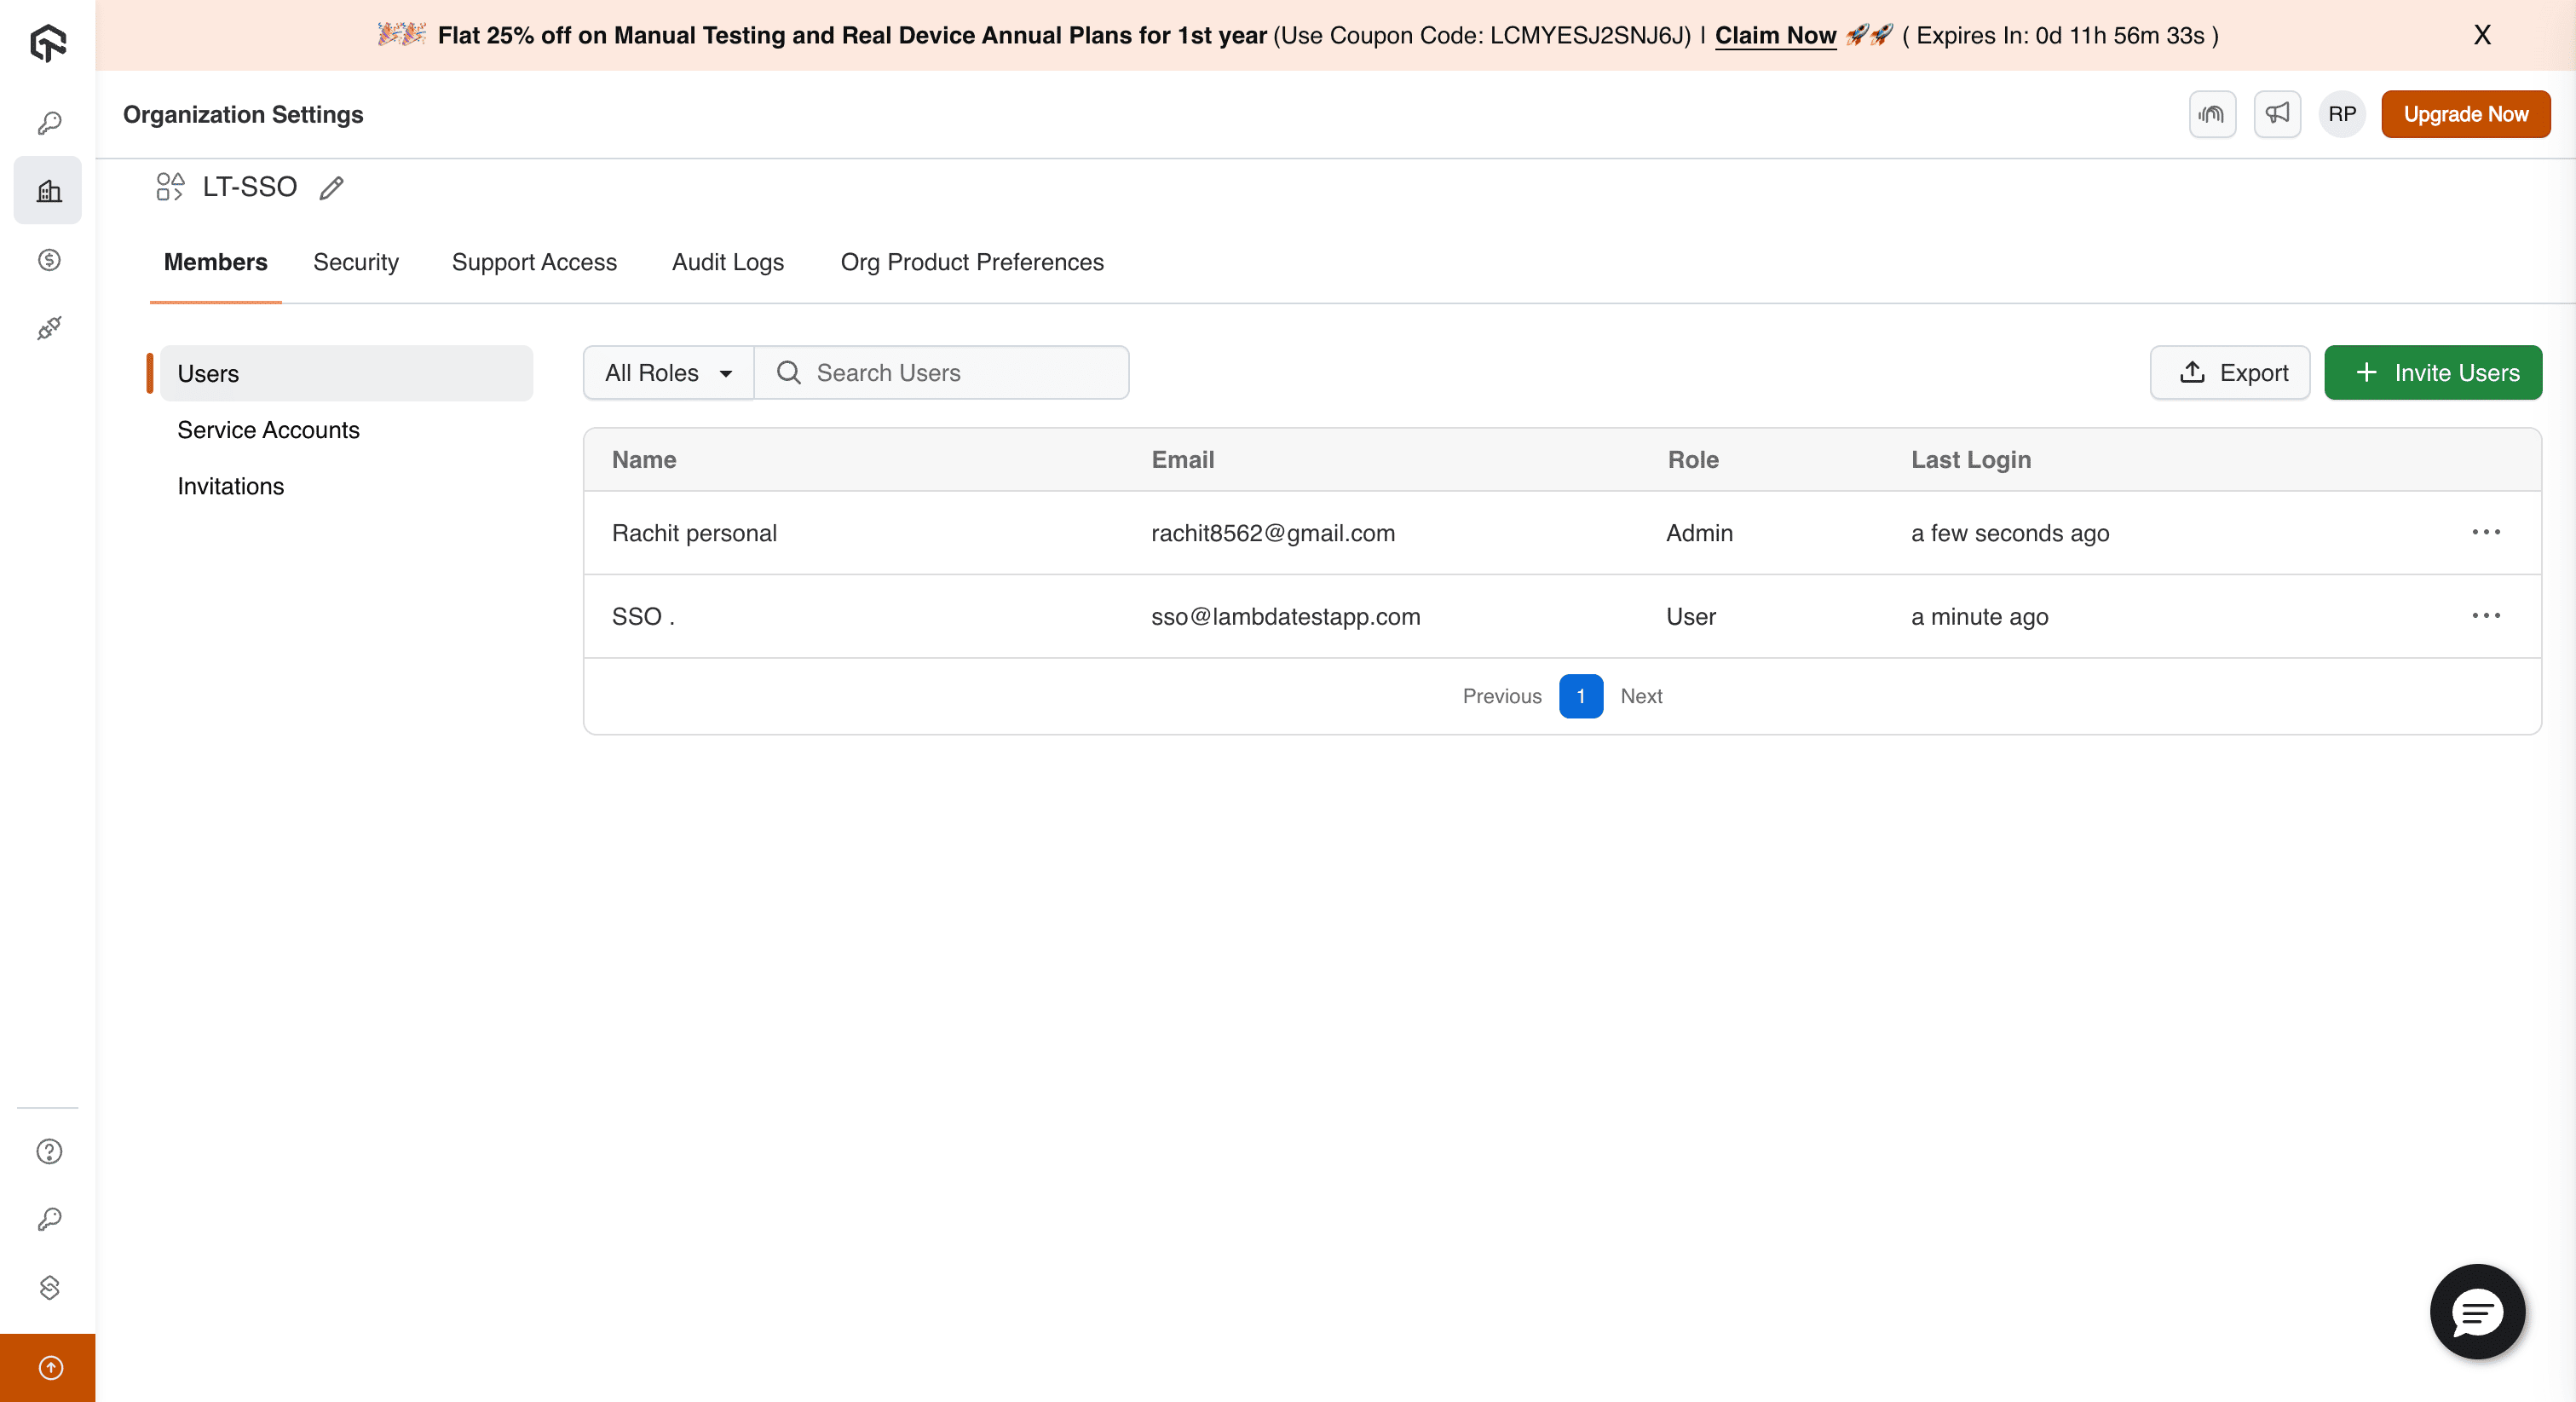 Flat 25% off on Manual Testing and Real Device Annual Plans for 1st year (Use Coupon Code: LCMYESJ2SNJ6J) | Claim Now ( Expires In: 0d 11h 56m 33s ) X
Organization Settings RP Upgrade Now
LT-SSO
Members Security Support Access Audit Logs Org Product Preferences
Users All Roles Search Users Export + Invite Users
Service Accounts
Invitations
Name Email Role Last Login
Rachit personal rachit8562@gmail.com Admin a few seconds ago ...
SSO . sso@lambdatestapp.com User a minute ago ...
Previous 1 Next